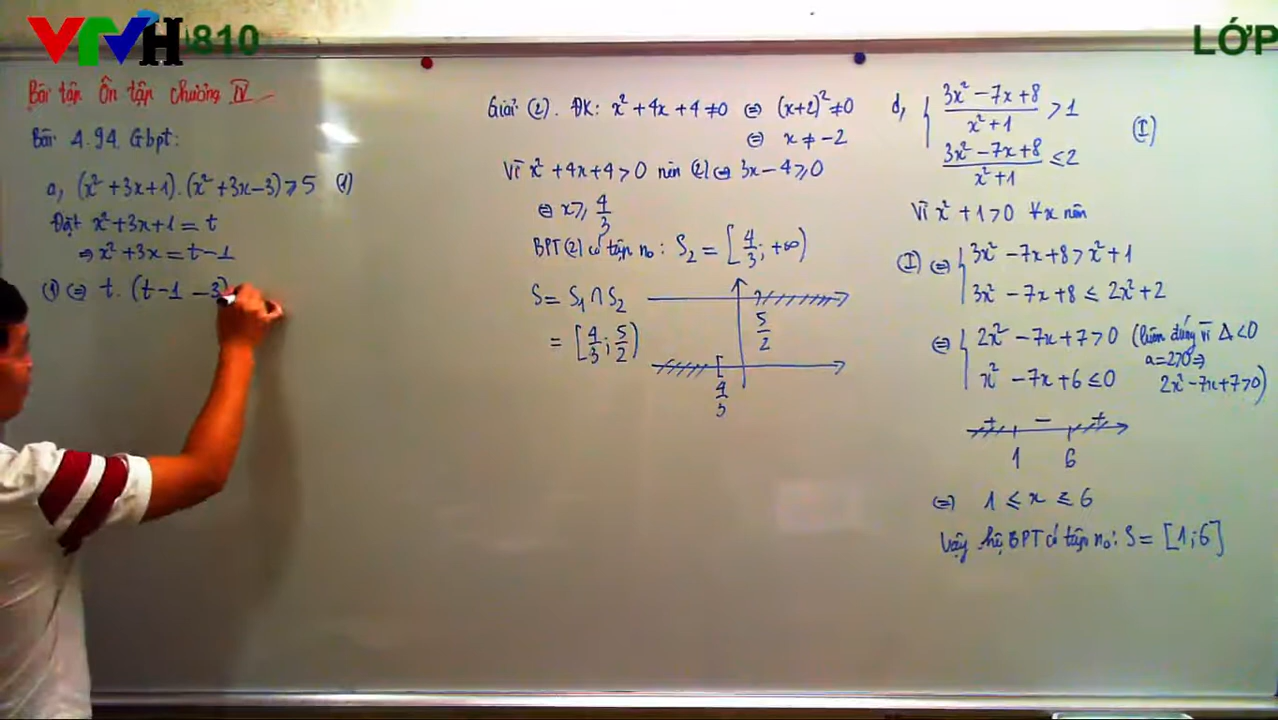 VTVH
0810
LỚP
Bài tập Ôn tập chương IV
Bài 4.94. Gbpt:
a, (x² + 3x + 1).(x² + 3x − 3) ⩾ 5 (1)
Đặt x² + 3x + 1 = t
⇒ x² + 3x = t − 1
(1) ⇔ t. (t − 1 − 3)
Giải (2). ĐK: x² + 4x + 4 ≠ 0 ⇔ (x+2)² ≠ 0
⇔ x ≠ −2
Vì x² + 4x + 4 > 0 nên (2) ⇔ 3x − 4 ⩾ 0
⇔ x ⩾ 4/3
BPT (2) có tập n₀: S₂ = [4/3; +∞)
S = S₁ ∩ S₂
= [4/3; 5/2)
5/2
[
4/3
d, { (3x² − 7x + 8)/(x² + 1) > 1
(3x² − 7x + 8)/(x² + 1) ≤ 2 (I)
Vì x² + 1 > 0 ∀x nên
(I) ⇔ { 3x² − 7x + 8 > x² + 1
3x² − 7x + 8 ≤ 2x² + 2
⇔ { 2x² − 7x + 7 > 0 (luôn đúng vì Δ < 0
a = 2 > 0 ⇒
x² − 7x + 6 ≤ 0 2x² − 7x + 7 > 0)
+ − +
1 6
⇔ 1 ≤ x ≤ 6
Vậy hệ BPT có tập n₀: S = [1; 6]